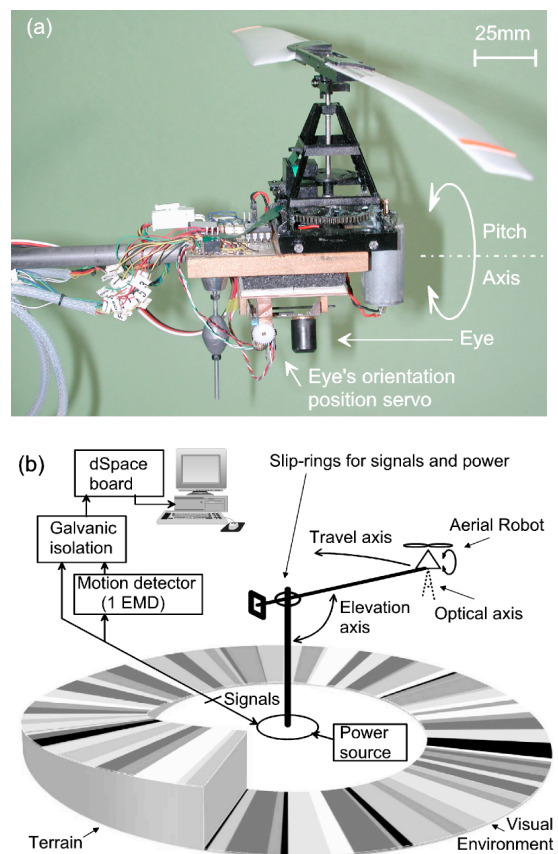 (a)
25mm
Pitch
Axis
Eye
Eye's orientation
position servo
(b)
dSpace
board
Slip-rings for signals and power
Galvanic
isolation
Travel axis
Aerial Robot
Motion detector
(1 EMD)
Elevation
axis
Optical axis
Signals
Power
source
Terrain
Visual
Environment